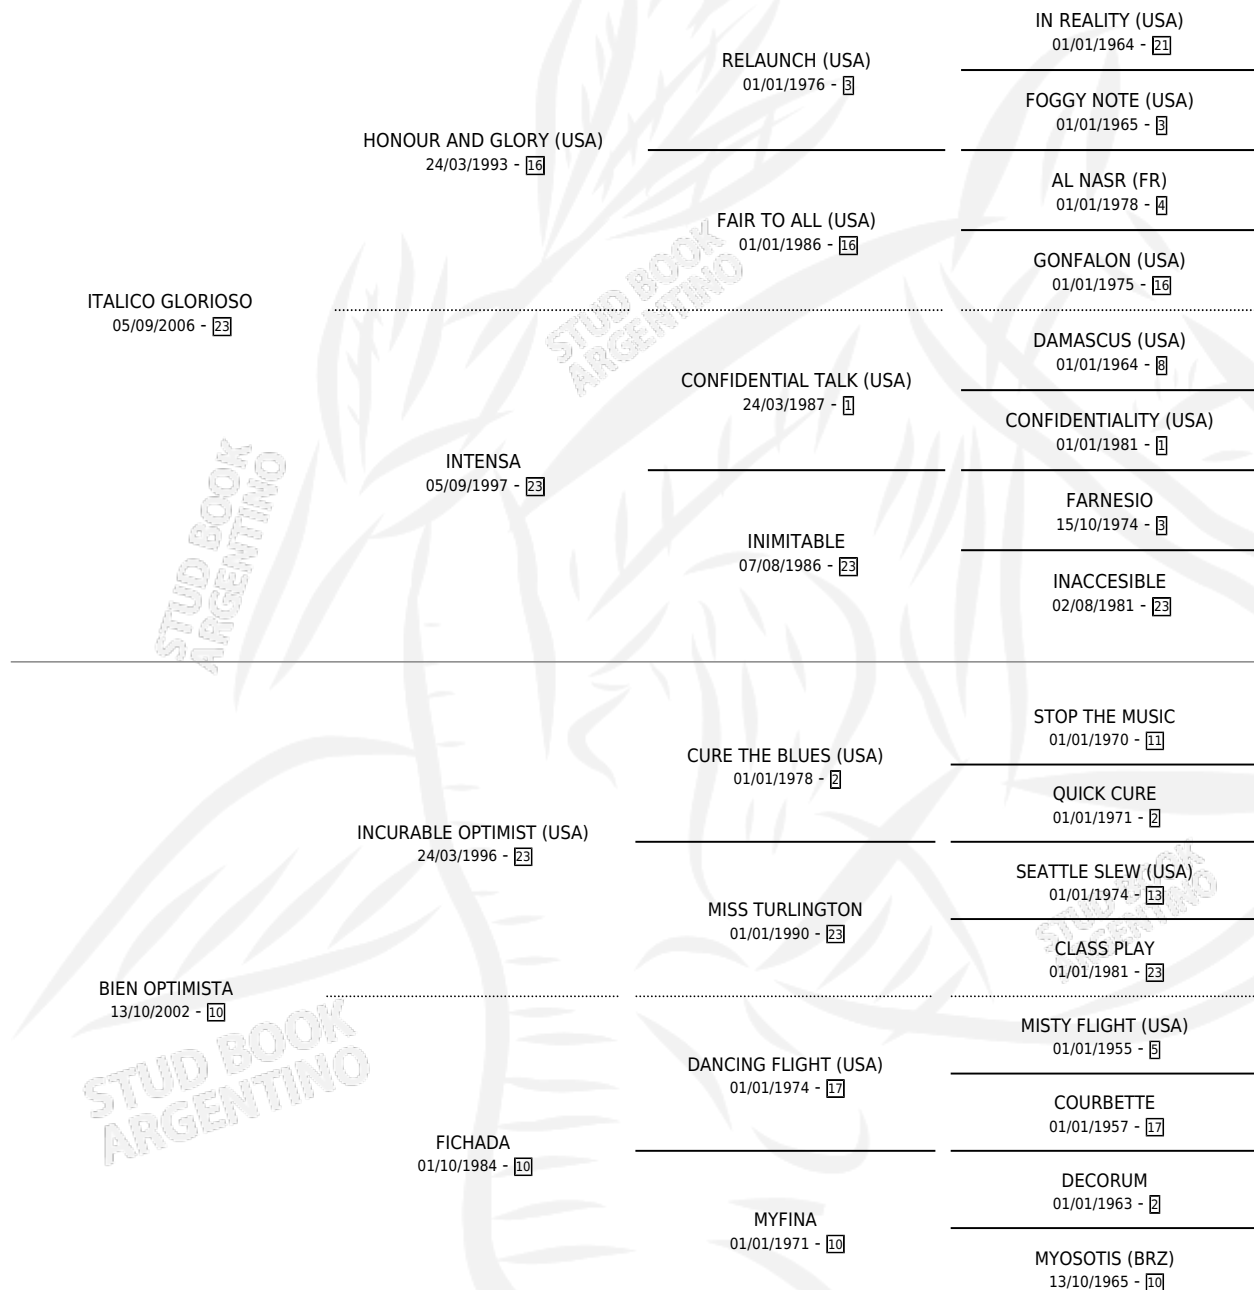 IN REALITY (USA)
01/01/1964 - 21
RELAUNCH (USA)
01/01/1976 - 3
FOGGY NOTE (USA)
01/01/1965 - 3
HONOUR AND GLORY (USA)
24/03/1993 - 16
AL NASR (FR)
01/01/1978 - 4
FAIR TO ALL (USA)
01/01/1986 - 16
GONFALON (USA)
01/01/1975 - 16
ITALICO GLORIOSO
05/09/2006 - 23
DAMASCUS (USA)
01/01/1964 - 8
CONFIDENTIAL TALK (USA)
24/03/1987 - 1
CONFIDENTIALITY (USA)
01/01/1981 - 1
INTENSA
05/09/1997 - 23
FARNESIO
15/10/1974 - 3
INIMITABLE
07/08/1986 - 23
INACCESIBLE
02/08/1981 - 23
STOP THE MUSIC
01/01/1970 - 11
CURE THE BLUES (USA)
01/01/1978 - 2
QUICK CURE
01/01/1971 - 2
INCURABLE OPTIMIST (USA)
24/03/1996 - 23
SEATTLE SLEW (USA)
01/01/1974 - 13
MISS TURLINGTON
01/01/1990 - 23
CLASS PLAY
01/01/1981 - 23
BIEN OPTIMISTA
13/10/2002 - 10
MISTY FLIGHT (USA)
01/01/1955 - 5
DANCING FLIGHT (USA)
01/01/1974 - 17
COURBETTE
01/01/1957 - 17
FICHADA
01/10/1984 - 10
DECORUM
01/01/1963 - 2
MYFINA
01/01/1971 - 10
MYOSOTIS (BRZ)
13/10/1965 - 10
STUD BOOK
ARGENTINO
STUD BOOK
ARGENTINO
STUD BOOK
ARGENTINO
STUD BOOK
ARGENTINO